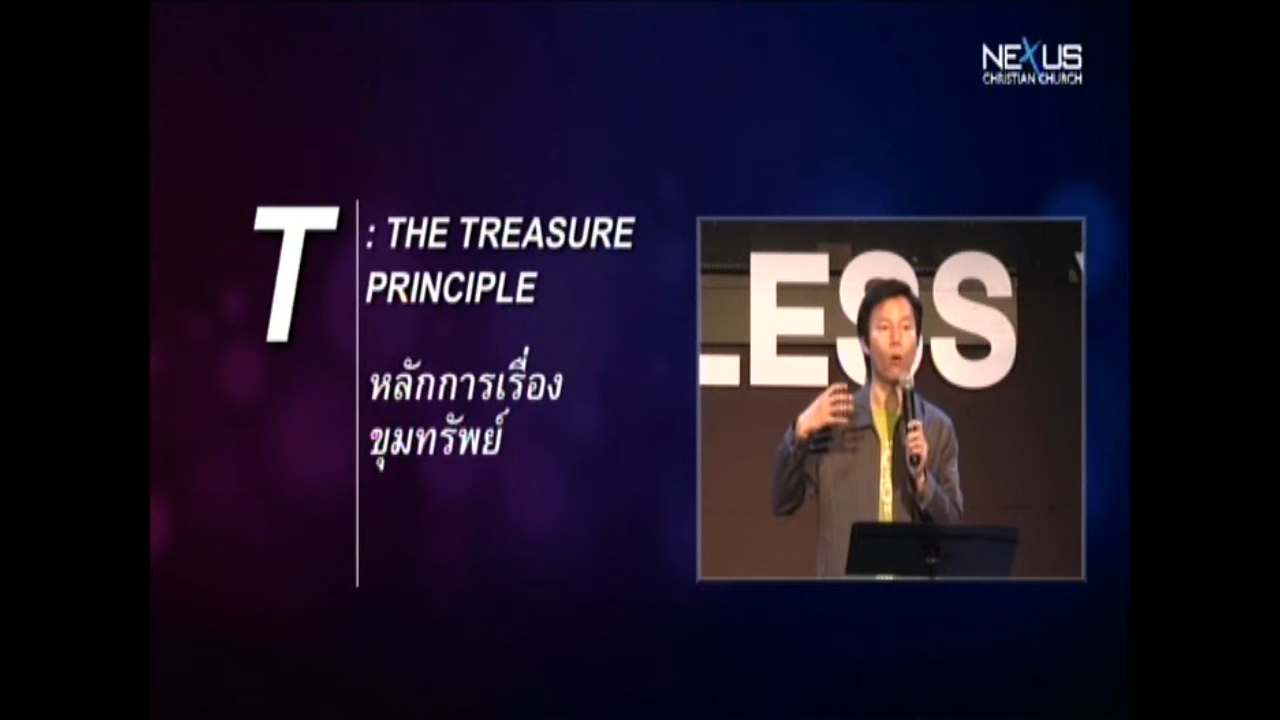 NEXUS
CHRISTIAN CHURCH
T
: THE TREASURE
PRINCIPLE
หลักการเรื่อง
ขุมทรัพย์
LESS